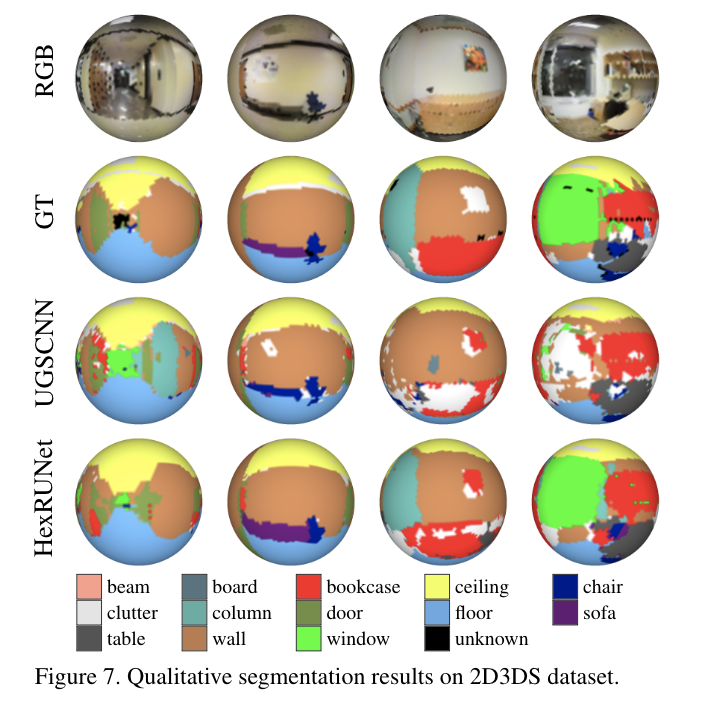 RGB
GT
UGSCNN
HexRUNet
beam board bookcase ceiling chair
clutter column door floor sofa
table wall window unknown
Figure 7. Qualitative segmentation results on 2D3DS dataset.